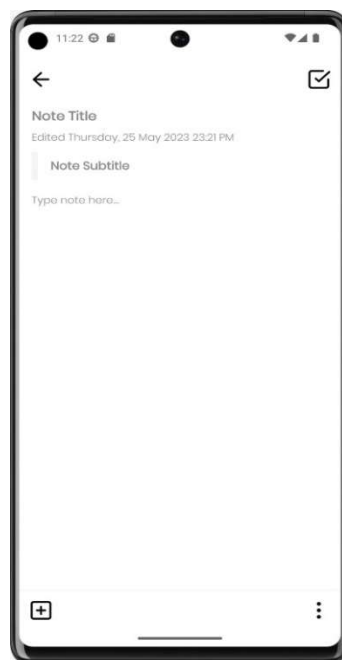 11:22
Note Title
Edited Thursday, 25 May 2023 23:21 PM
Note Subtitle
Type note here...